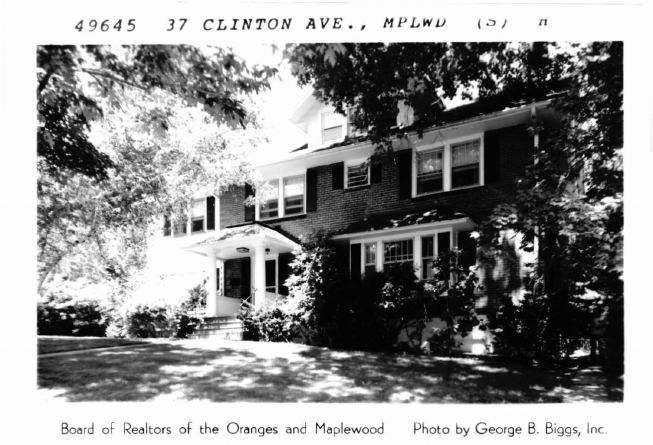 49645 37 CLINTON AVE., MPLWD (S) H
Board of Realtors of the Oranges and Maplewood Photo by George B. Biggs, Inc.